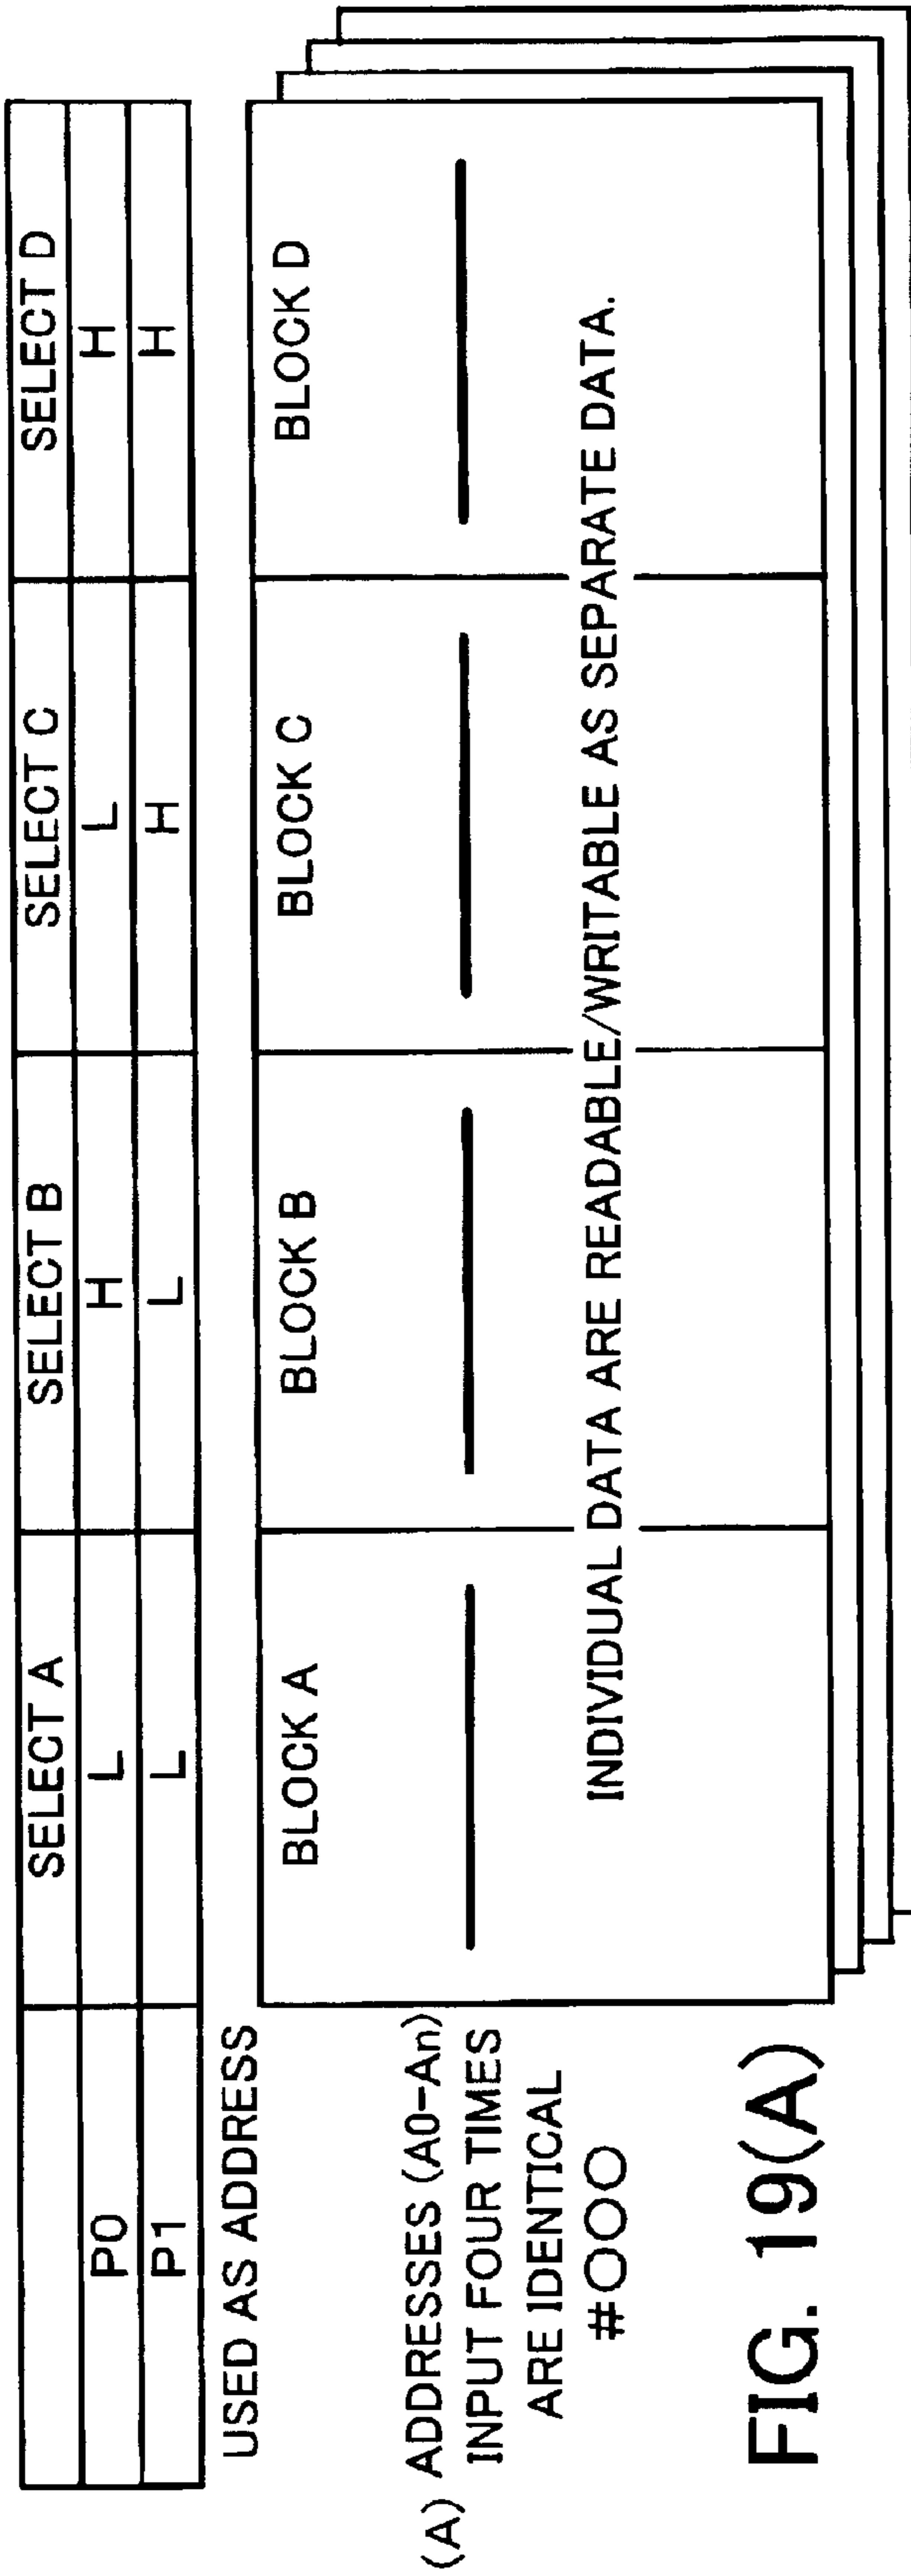 SELECT A SELECT B SELECT C SELECT D
P0 L H L H
P1 L L H H
USED AS ADDRESS
BLOCK A BLOCK B BLOCK C BLOCK D
(A) ADDRESSES (A0-An)
INPUT FOUR TIMES
ARE IDENTICAL
#○○○
INDIVIDUAL DATA ARE READABLE/WRITABLE AS SEPARATE DATA.
FIG. 19(A)